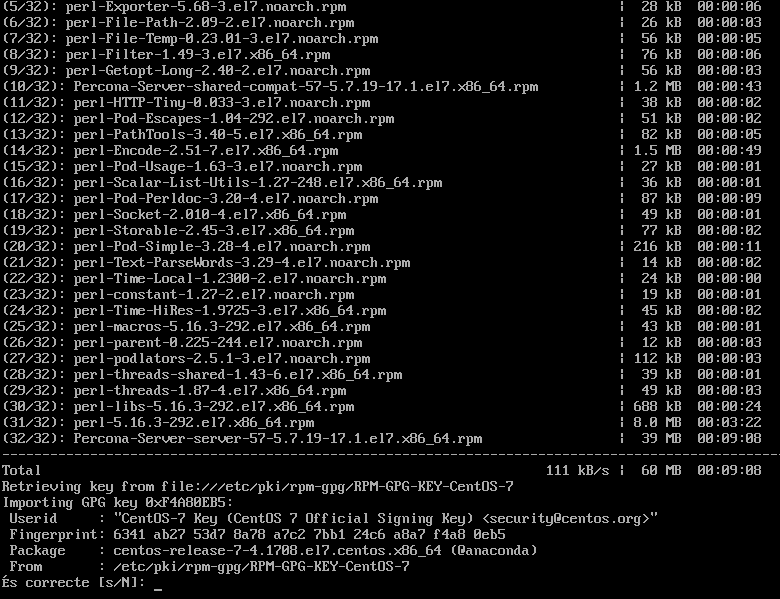 (5/32): perl-Exporter-5.68-3.el7.noarch.rpm | 28 kB 00:00:06
(6/32): perl-File-Path-2.09-2.el7.noarch.rpm | 26 kB 00:00:03
(7/32): perl-File-Temp-0.23.01-3.el7.noarch.rpm | 56 kB 00:00:05
(8/32): perl-Filter-1.49-3.el7.x86_64.rpm | 76 kB 00:00:06
(9/32): perl-Getopt-Long-2.40-2.el7.noarch.rpm | 56 kB 00:00:03
(10/32): Percona-Server-shared-compat-57-5.7.19-17.1.el7.x86_64.rpm | 1.2 MB 00:00:43
(11/32): perl-HTTP-Tiny-0.033-3.el7.noarch.rpm | 38 kB 00:00:02
(12/32): perl-Pod-Escapes-1.04-292.el7.noarch.rpm | 51 kB 00:00:02
(13/32): perl-PathTools-3.40-5.el7.x86_64.rpm | 82 kB 00:00:05
(14/32): perl-Encode-2.51-7.el7.x86_64.rpm | 1.5 MB 00:00:49
(15/32): perl-Pod-Usage-1.63-3.el7.noarch.rpm | 27 kB 00:00:01
(16/32): perl-Scalar-List-Utils-1.27-248.el7.x86_64.rpm | 36 kB 00:00:01
(17/32): perl-Pod-Perldoc-3.20-4.el7.noarch.rpm | 87 kB 00:00:09
(18/32): perl-Socket-2.010-4.el7.x86_64.rpm | 49 kB 00:00:01
(19/32): perl-Storable-2.45-3.el7.x86_64.rpm | 77 kB 00:00:02
(20/32): perl-Pod-Simple-3.28-4.el7.noarch.rpm | 216 kB 00:00:11
(21/32): perl-Text-ParseWords-3.29-4.el7.noarch.rpm | 14 kB 00:00:02
(22/32): perl-Time-Local-1.2300-2.el7.noarch.rpm | 24 kB 00:00:00
(23/32): perl-constant-1.27-2.el7.noarch.rpm | 19 kB 00:00:01
(24/32): perl-Time-HiRes-1.9725-3.el7.x86_64.rpm | 45 kB 00:00:02
(25/32): perl-macros-5.16.3-292.el7.x86_64.rpm | 43 kB 00:00:01
(26/32): perl-parent-0.225-244.el7.noarch.rpm | 12 kB 00:00:03
(27/32): perl-podlators-2.5.1-3.el7.noarch.rpm | 112 kB 00:00:03
(28/32): perl-threads-shared-1.43-6.el7.x86_64.rpm | 39 kB 00:00:01
(29/32): perl-threads-1.87-4.el7.x86_64.rpm | 49 kB 00:00:03
(30/32): perl-libs-5.16.3-292.el7.x86_64.rpm | 688 kB 00:00:24
(31/32): perl-5.16.3-292.el7.x86_64.rpm | 8.0 MB 00:03:22
(32/32): Percona-Server-server-57-5.7.19-17.1.el7.x86_64.rpm | 39 MB 00:09:08
--------------------------------------------------------------------------------
Total 111 kB/s | 60 MB 00:09:08
Retrieving key from file:///etc/pki/rpm-gpg/RPM-GPG-KEY-CentOS-7
Importing GPG key 0xF4A80EB5:
Userid : "CentOS-7 Key (CentOS 7 Official Signing Key) <security@centos.org>"
Fingerprint: 6341 ab27 53d7 8a78 a7c2 7bb1 24c6 a8a7 f4a8 0eb5
Package : centos-release-7-4.1708.el7.centos.x86_64 (@anaconda)
From : /etc/pki/rpm-gpg/RPM-GPG-KEY-CentOS-7
És correcte [s/N]: _